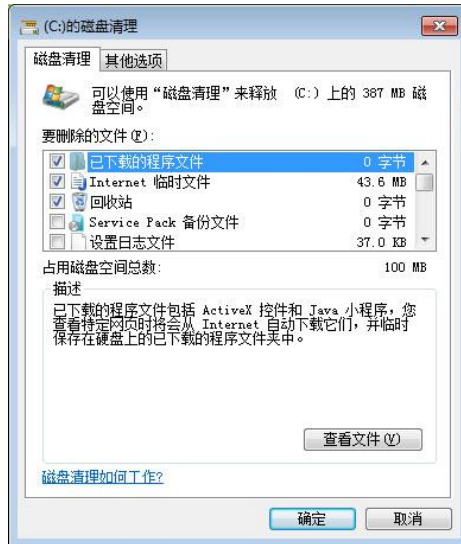 (C:)的磁盘清理
磁盘清理 其他选项
可以使用“磁盘清理”来释放 (C:) 上的 387 MB 磁
盘空间。
要删除的文件(F):
已下载的程序文件 0 字节
Internet 临时文件 43.6 MB
回收站 0 字节
Service Pack 备份文件 0 字节
设置日志文件 37.0 KB
占用磁盘空间总数: 100 MB
描述
已下载的程序文件包括 ActiveX 控件和 Java 小程序，您
查看特定网页时将会从 Internet 自动下载它们，并临时
保存在硬盘上的已下载的程序文件夹中。
查看文件(V)
磁盘清理如何工作?
确定 取消